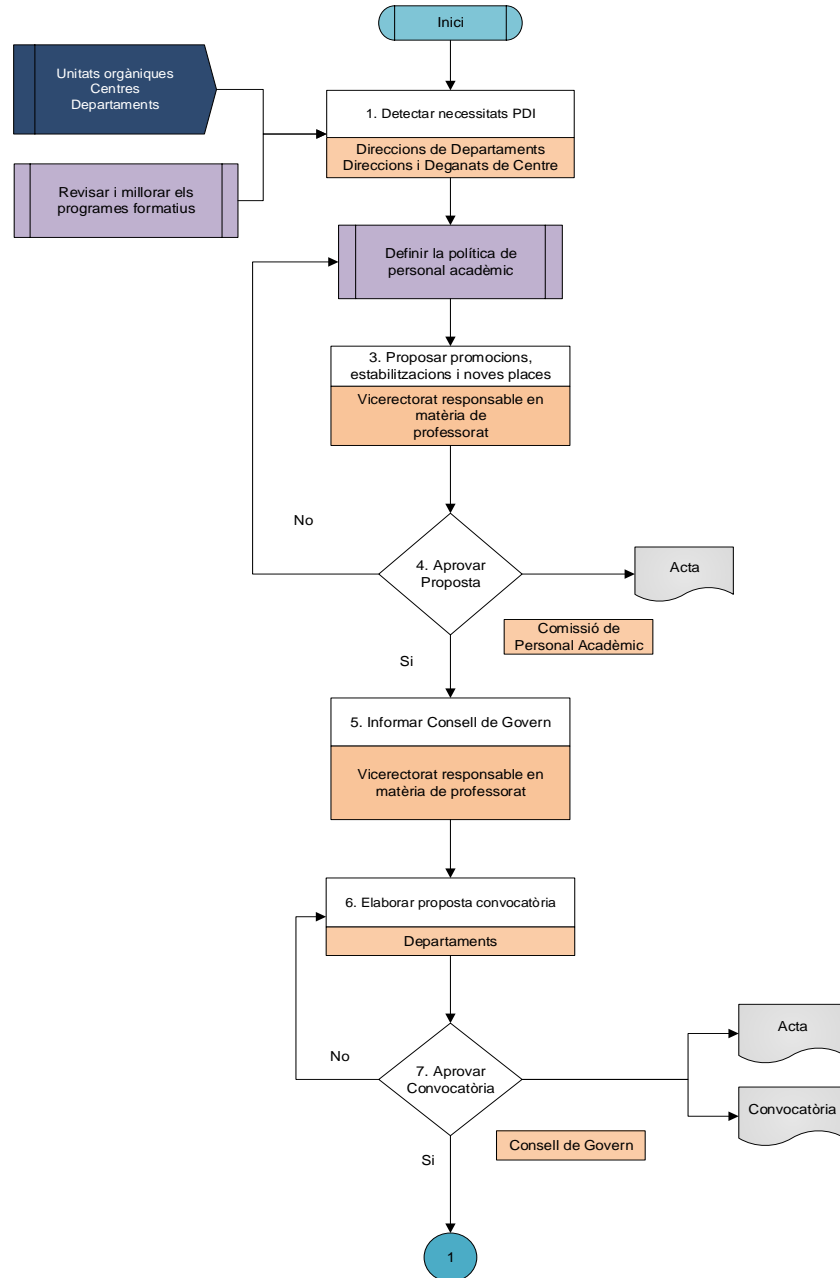 Inici
Unitats orgàniques
Centres
Departaments
1. Detectar necessitats PDI
Direccions de Departaments
Direccions i Deganats de Centre
Revisar i millorar els
programes formatius
Definir la política de
personal acadèmic
3. Proposar promocions,
estabilitzacions i noves places
Vicerectorat responsable en
matèria de
professorat
No
4. Aprovar
Proposta
Acta
Comissió de
Personal Acadèmic
Si
5. Informar Consell de Govern
Vicerectorat responsable en
matèria de professorat
6. Elaborar proposta convocatòria
Departaments
No
7. Aprovar
Convocatòria
Acta
Convocatòria
Consell de Govern
Si
1